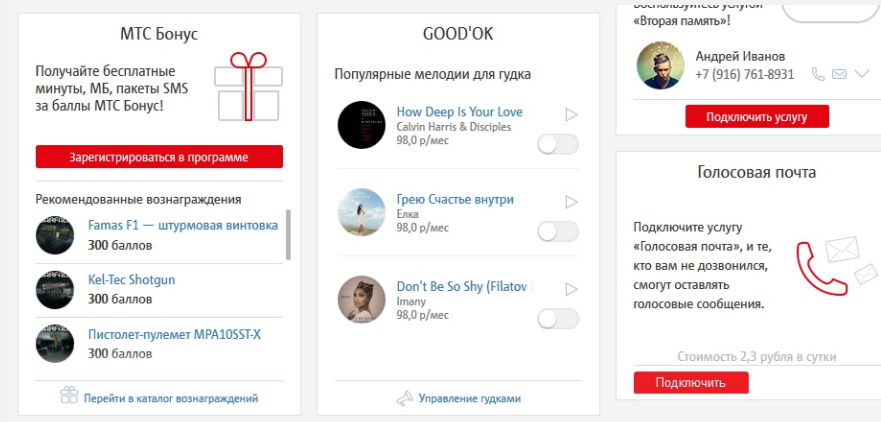 МТС Бонус
Получайте бесплатные
минуты, МБ, пакеты SMS
за баллы МТС Бонус!
Зарегистрироваться в программе
Рекомендованные вознаграждения
Famas F1 — штурмовая винтовка
300 баллов
Kel-Tec Shotgun
300 баллов
Пистолет-пулемет MPA10SST-X
300 баллов
Перейти в каталог вознаграждений
GOOD'OK
Популярные мелодии для гудка
How Deep Is Your Love
Calvin Harris & Disciples
98,0 р/мес
Грею Счастье внутри
Елка
98,0 р/мес
Don't Be So Shy (Filatov
Imany
98,0 р/мес
Управление гудками
Воспользуйтесь услугой
«Вторая память»!
Андрей Иванов
+7 (916) 761-8931
Подключить услугу
Голосовая почта
Подключите услугу
«Голосовая почта», и те,
кто вам не дозвонился,
смогут оставлять
голосовые сообщения.
Стоимость 2,3 рубля в сутки
Подключить